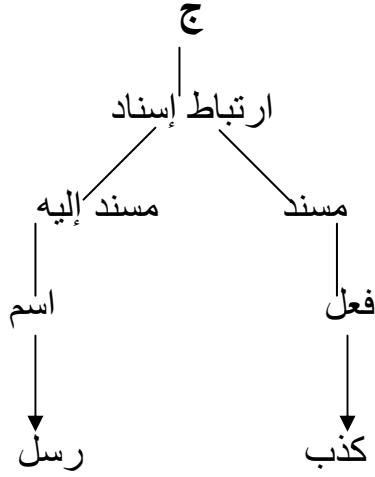 ج
ارتباط إسناد
مسند مسند إليه
فعل اسم
كذب رسل